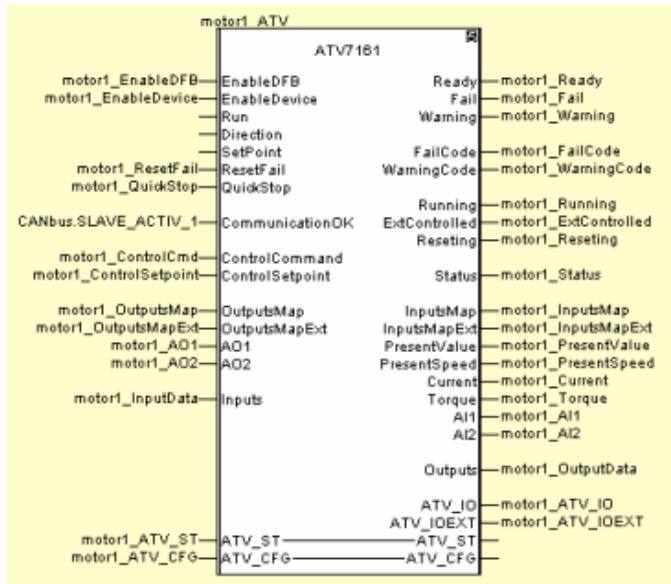 motor1_ATV
ATV7161
motor1_EnableDFB EnableDFB Ready motor1_Ready
motor1_EnableDevice EnableDevice Fail motor1_Fail
Run Warning motor1_Warning
Direction
SetPoint FailCode motor1_FailCode
motor1_ResetFail ResetFail WarningCode motor1_WarningCode
motor1_QuickStop QuickStop
Running motor1_Running
CANbus.SLAVE_ACTIV_1 CommunicationOK ExtControlled motor1_ExtControlled
Reseting motor1_Reseting
motor1_ControlCmd ControlCommand
motor1_ControlSetpoint ControlSetpoint Status motor1_Status
motor1_OutputsMap OutputsMap InputsMap motor1_InputsMap
motor1_OutputsMapExt OutputsMapExt InputsMapExt motor1_InputsMapExt
motor1_AO1 AO1 PresentValue motor1_PresentValue
motor1_AO2 AO2 PresentSpeed motor1_PresentSpeed
Current motor1_Current
motor1_InputData Inputs Torque motor1_Torque
AI1 motor1_AI1
AI2 motor1_AI2
Outputs motor1_OutputData
ATV_IO motor1_ATV_IO
ATV_IOEXT motor1_ATV_IOEXT
motor1_ATV_ST ATV_ST ATV_ST
motor1_ATV_CFG ATV_CFG ATV_CFG